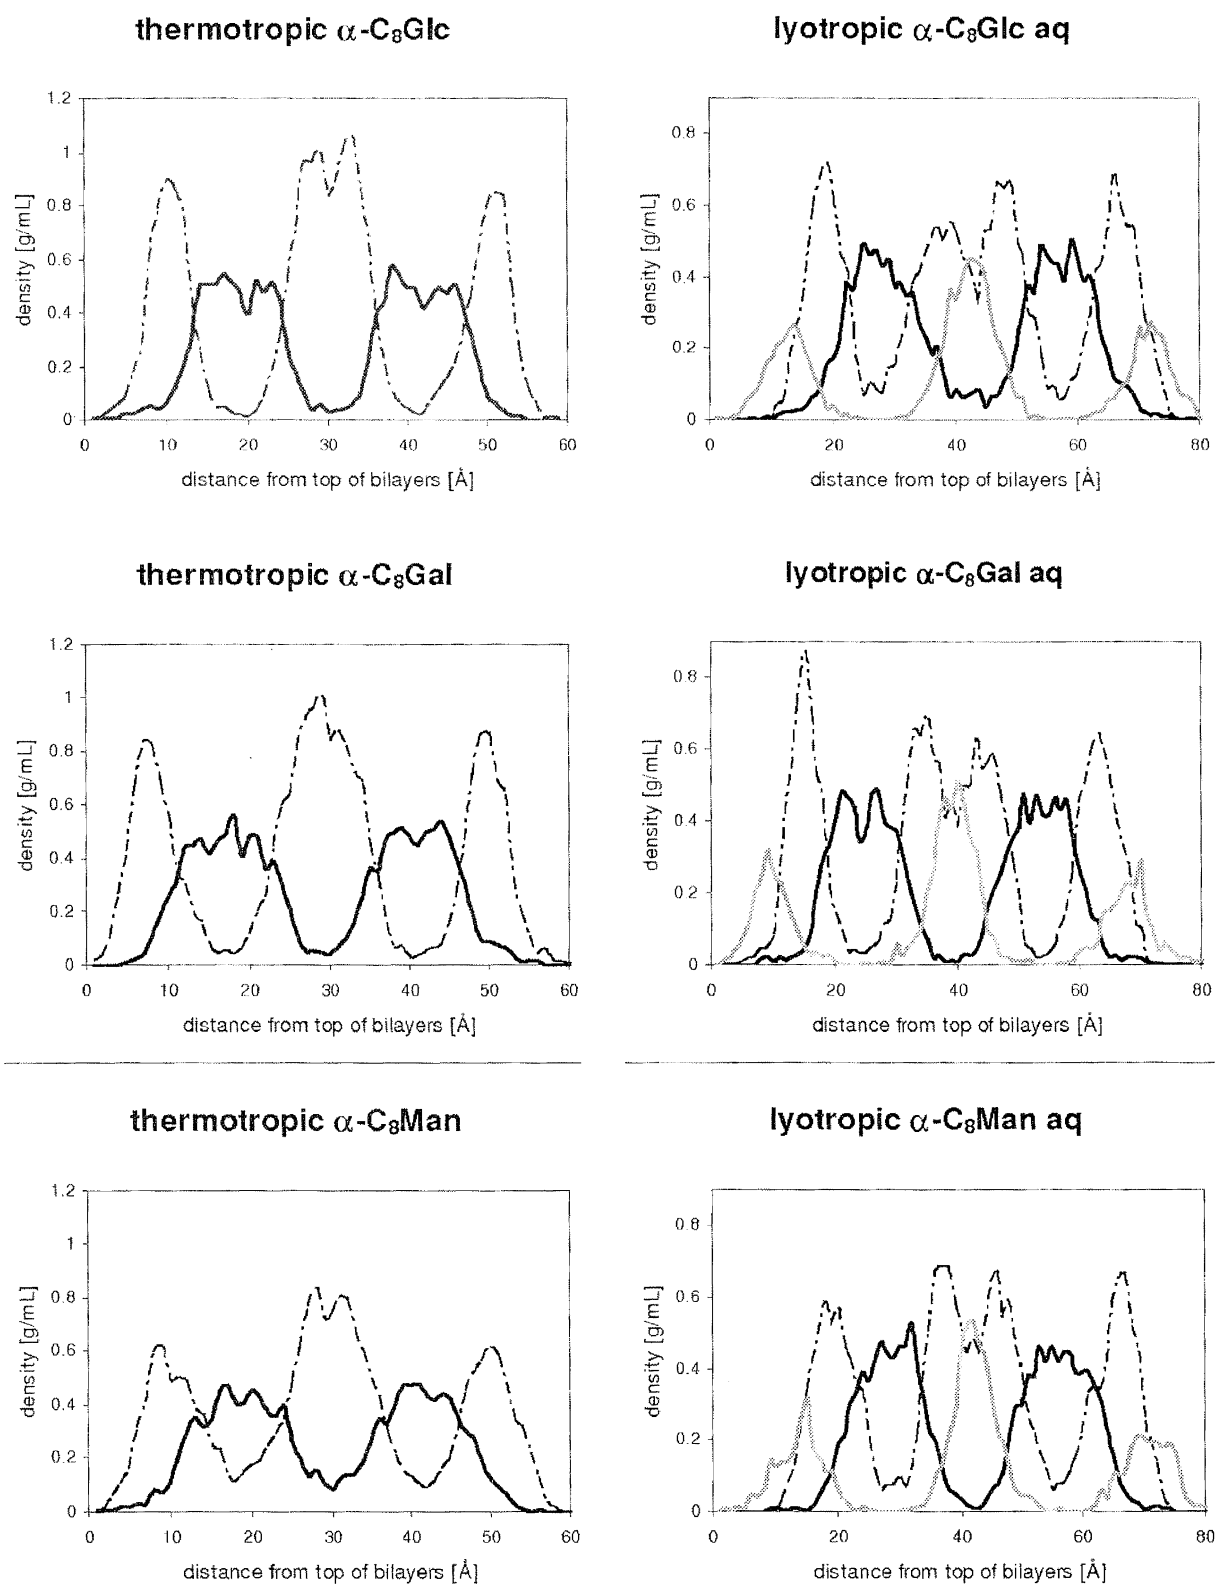 thermotropic α-C₈Glc
lyotropic α-C₈Glc aq
1.2
1
0.8
0.6
0.4
0.2
0
density [g/mL]
0 10 20 30 40 50 60
distance from top of bilayers [Å]
0.8
0.6
0.4
0.2
0
density [g/mL]
0 20 40 60 80
distance from top of bilayers [Å]
thermotropic α-C₈Gal
lyotropic α-C₈Gal aq
1.2
1
0.8
0.6
0.4
0.2
0
density [g/mL]
0 10 20 30 40 50 60
distance from top of bilayers [Å]
0.8
0.6
0.4
0.2
0
density [g/mL]
0 20 40 60 80
distance from top of bilayers [Å]
thermotropic α-C₈Man
lyotropic α-C₈Man aq
1.2
1
0.8
0.6
0.4
0.2
0
density [g/mL]
0 10 20 30 40 50 60
distance from top of bilayers [Å]
0.8
0.6
0.4
0.2
0
density [g/mL]
0 20 40 60 80
distance from top of bilayers [Å]